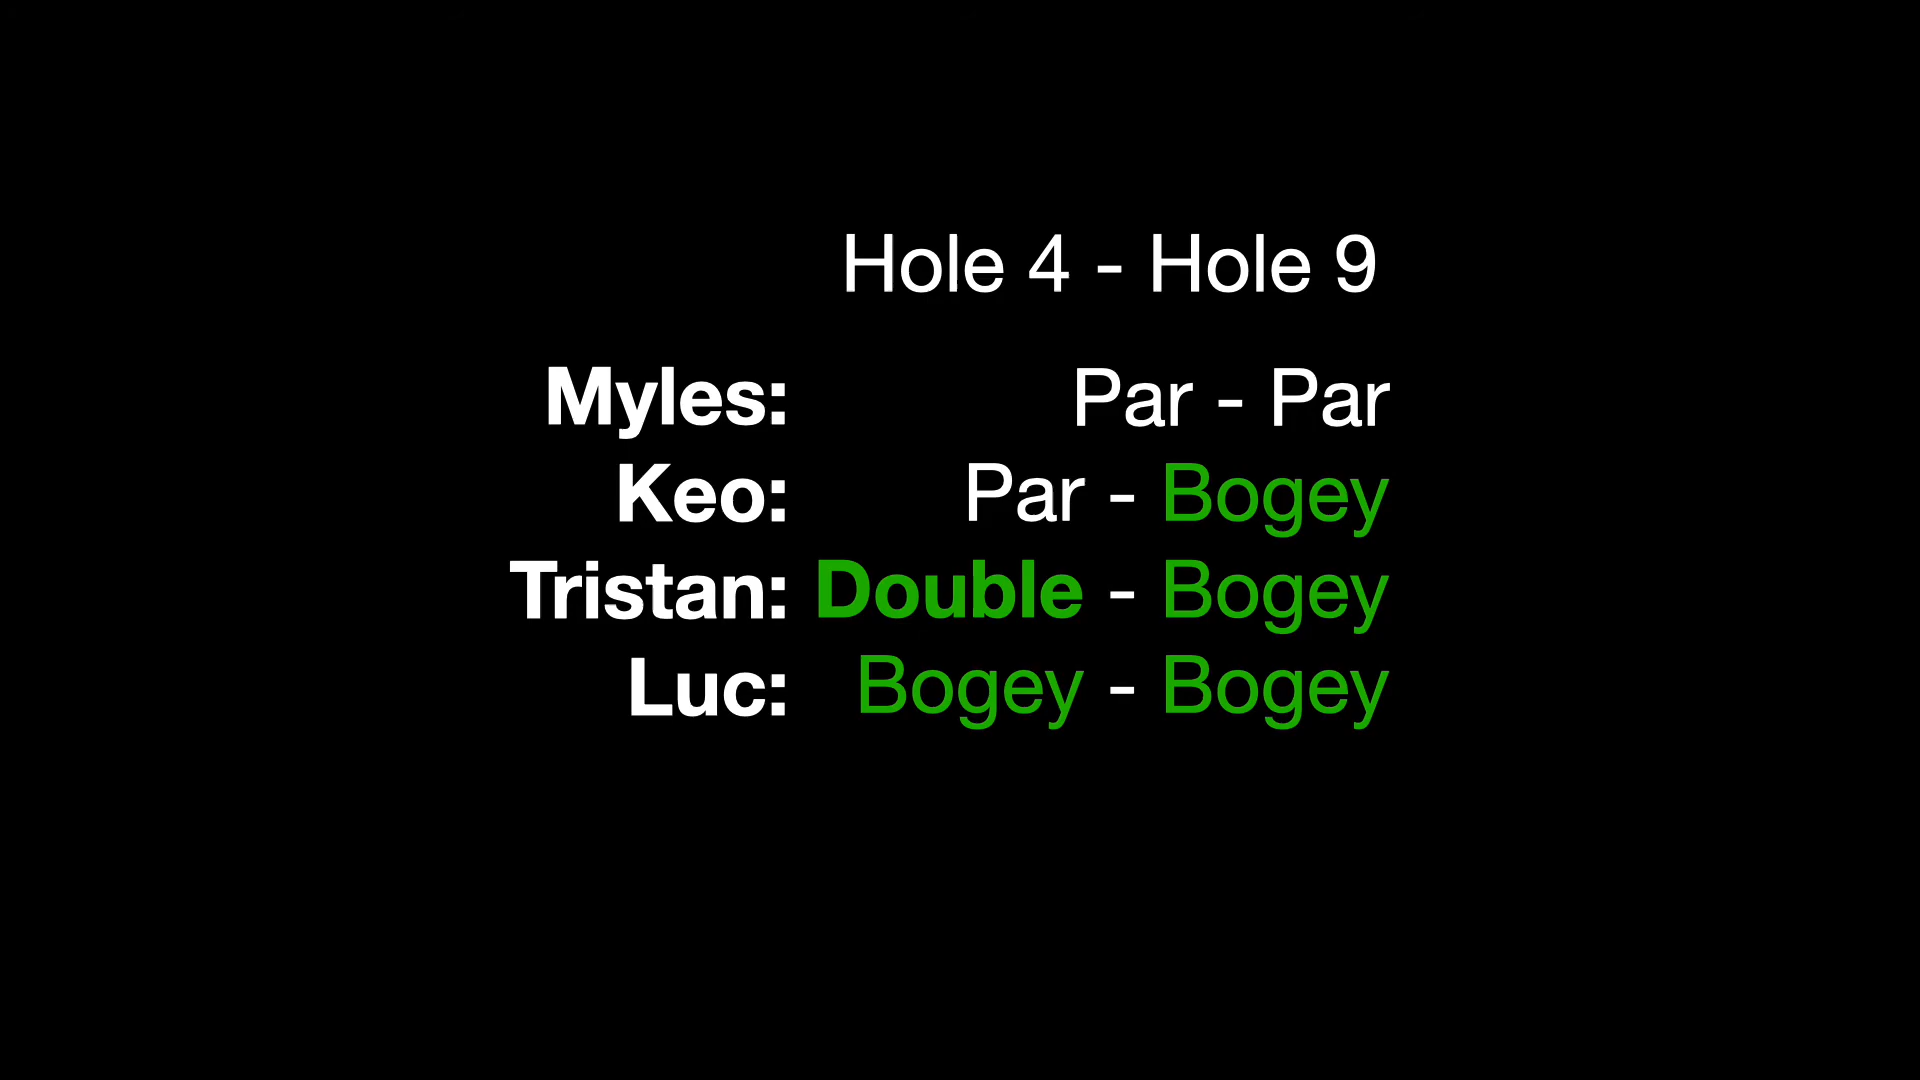 Hole 4 - Hole 9
Myles: Par - Par
Keo: Par - Bogey
Tristan: Double - Bogey
Luc: Bogey - Bogey